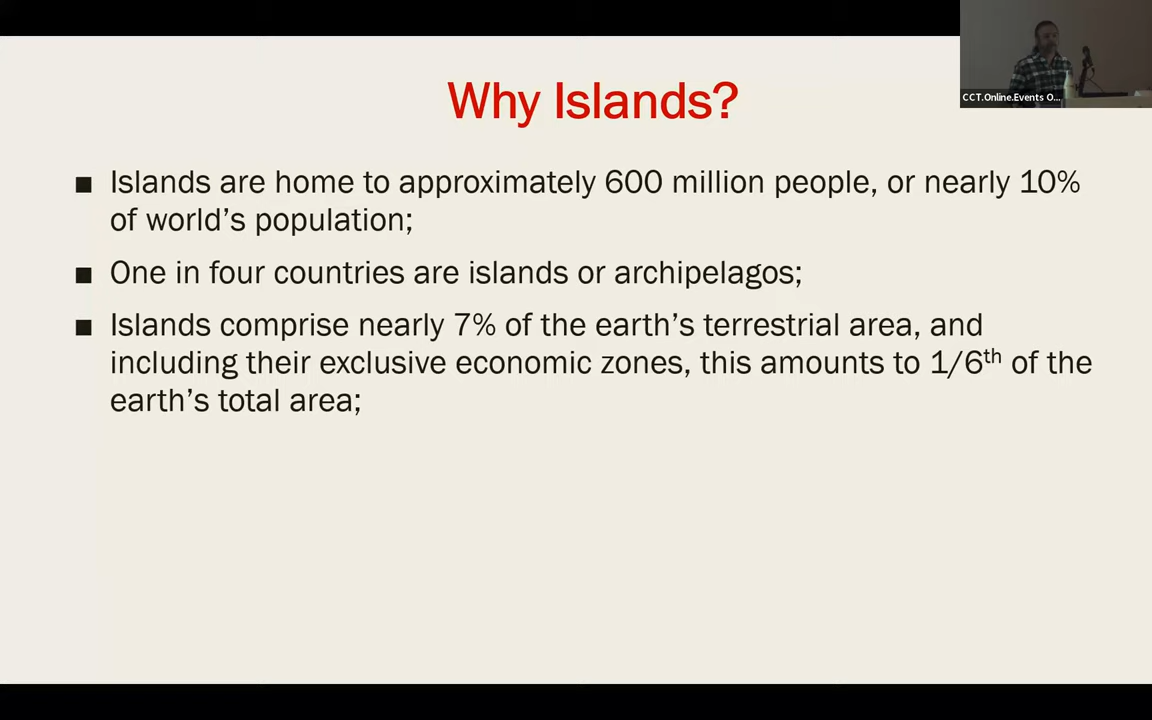 Why Islands?
CCT.Online.Events O...
■ Islands are home to approximately 600 million people, or nearly 10%
of world’s population;
■ One in four countries are islands or archipelagos;
■ Islands comprise nearly 7% of the earth’s terrestrial area, and
including their exclusive economic zones, this amounts to 1/6th of the
earth’s total area;